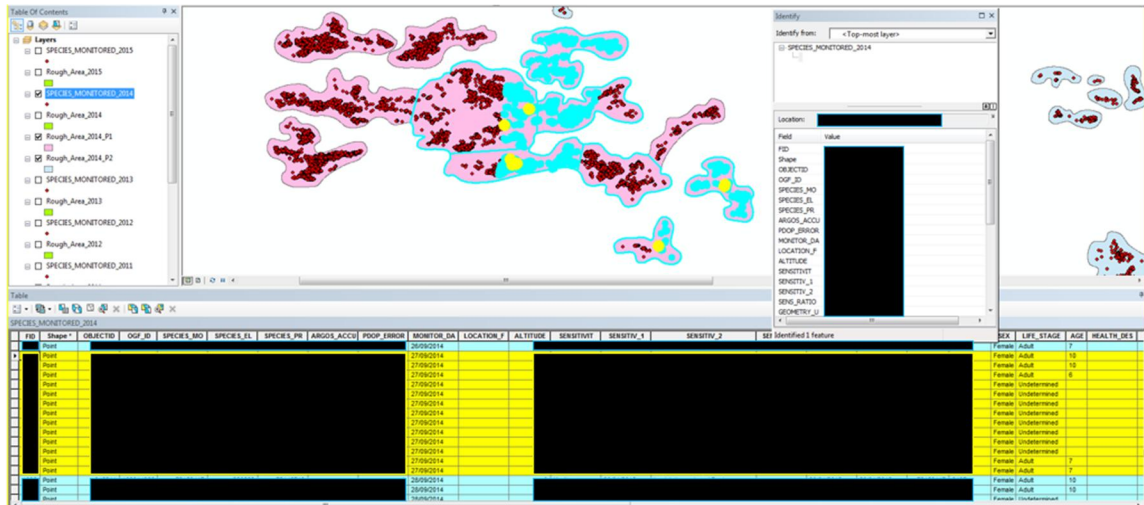 Table Of Contents
Layers
SPECIES_MONITORED_2015
Rough_Area_2015
SPECIES_MONITORED_2014
Rough_Area_2014
Rough_Area_2014_P1
Rough_Area_2014_P2
SPECIES_MONITORED_2013
Rough_Area_2013
SPECIES_MONITORED_2012
Rough_Area_2012
SPECIES_MONITORED_2011
Identify
Identify from: <Top-most layer>
SPECIES_MONITORED_2014
Location:
Field Value
FID
Shape
OBJECTID
OGF_ID
SPECIES_MO
SPECIES_EL
SPECIES_PR
ARGOS_ACCU
PDOP_ERROR
MONITOR_DA
LOCATION_F
ALTITUDE
SENSITIVIT
SENSITIV_1
SENSITIV_2
SENS_RATIO
GEOMETRY_U
Identified 1 feature
Table
SPECIES_MONITORED_2014
FID Shape * OBJECTID OGF_ID SPECIES_MO SPECIES_EL SPECIES_PR ARGOS_ACCU PDOP_ERROR MONITOR_DA LOCATION_F ALTITUDE SENSITIVIT SENSITIV_1 SENSITIV_2 SEX LIFE_STAGE AGE HEALTH_DES
Point 26/09/2014 Female Adult 7
Point 27/09/2014 Female Adult 10
Point 27/09/2014 Female Adult 10
Point 27/09/2014 Female Adult 6
Point 27/09/2014 Female Undetermined
Point 27/09/2014 Female Undetermined
Point 27/09/2014 Female Undetermined
Point 27/09/2014 Female Undetermined
Point 27/09/2014 Female Undetermined
Point 27/09/2014 Female Undetermined
Point 27/09/2014 Female Undetermined
Point 27/09/2014 Female Undetermined
Point 27/09/2014 Female Adult 7
Point 27/09/2014 Female Adult 7
Point 28/09/2014 Female Adult 10
Point 28/09/2014 Female Adult 10
Point 28/09/2014 Female Undetermined